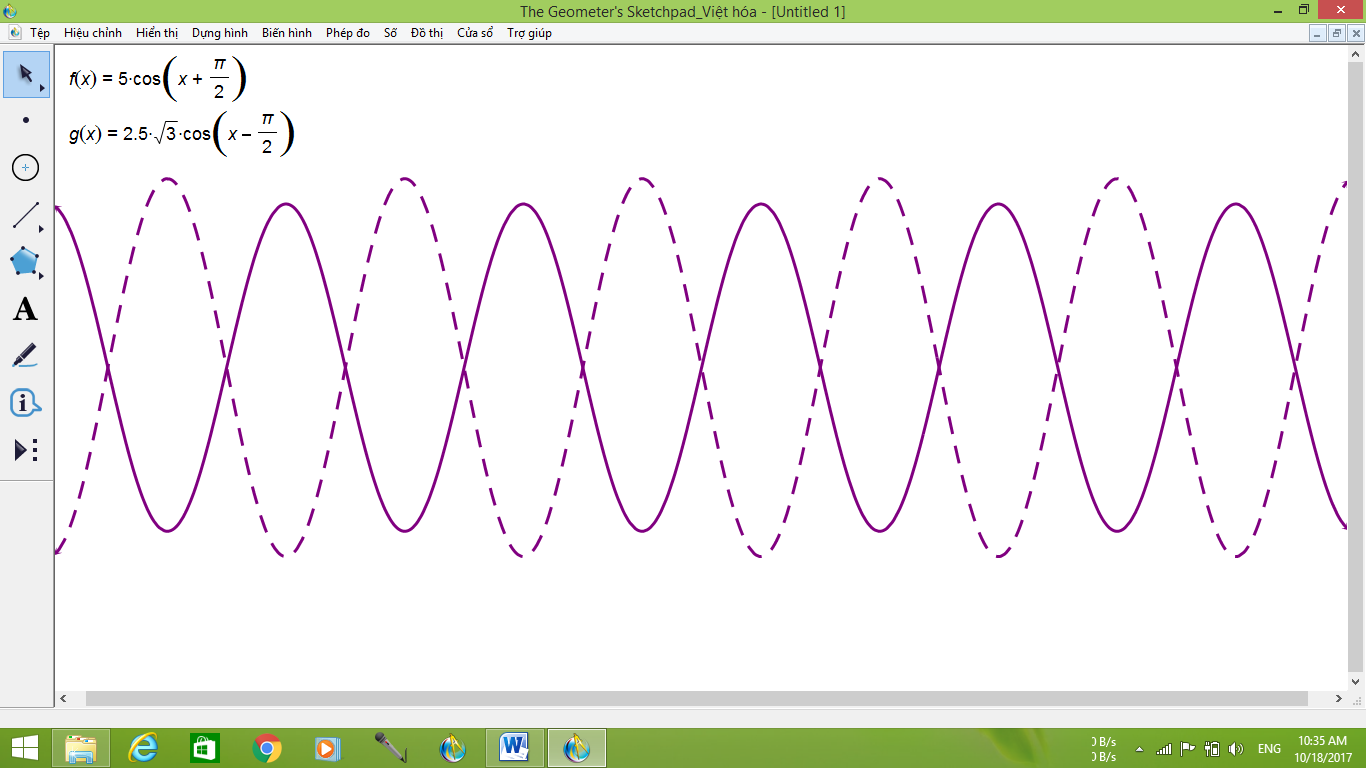 The Geometer's Sketchpad_Việt hóa - [Untitled 1]
Tệp Hiệu chỉnh Hiển thị Dựng hình Biến hình Phép đo Số Đồ thị Cửa sổ Trợ giúp
f(x) = 5·cos(x + π/2)
g(x) = 2.5·√3·cos(x − π/2)
A
0 B/s
0 B/s
ENG
10:35 AM
10/18/2017